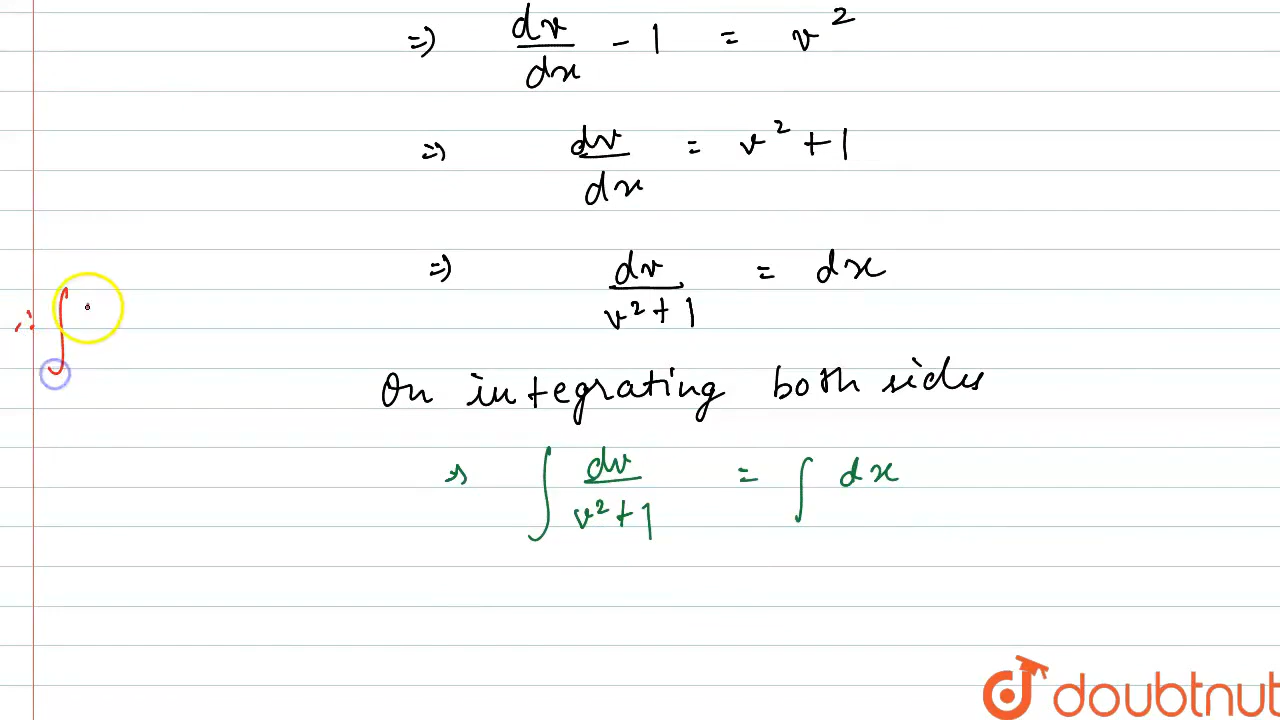 ⇒ dv/dx - 1 = v²
⇒ dv/dx = v² + 1
⇒ dv/(v² + 1) = dx
∴ ∫
On integrating both sides
⇒ ∫ dv/(v² + 1) = ∫ dx
doubtnut